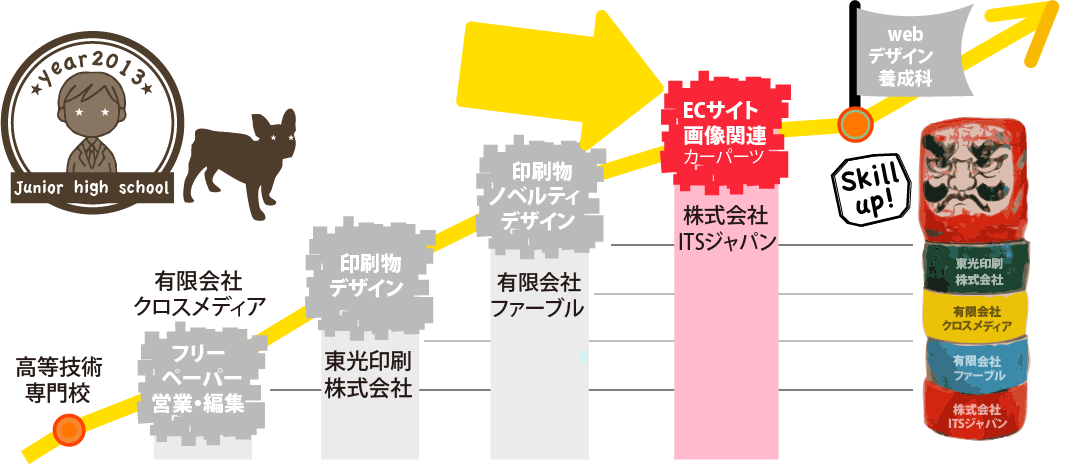 ★year2013★
Junior high school
高等技術
専門校
有限会社
クロスメディア
フリー
ペーパー
営業・編集
印刷物
デザイン
東光印刷
株式会社
印刷物
ノベルティ
デザイン
有限会社
ファーブル
ECサイト
画像関連
カーパーツ
株式会社
ITSジャパン
web
デザイン
養成科
Skill
up!
東光印刷
株式会社
有限会社
クロスメディア
有限会社
ファーブル
株式会社
ITSジャパン